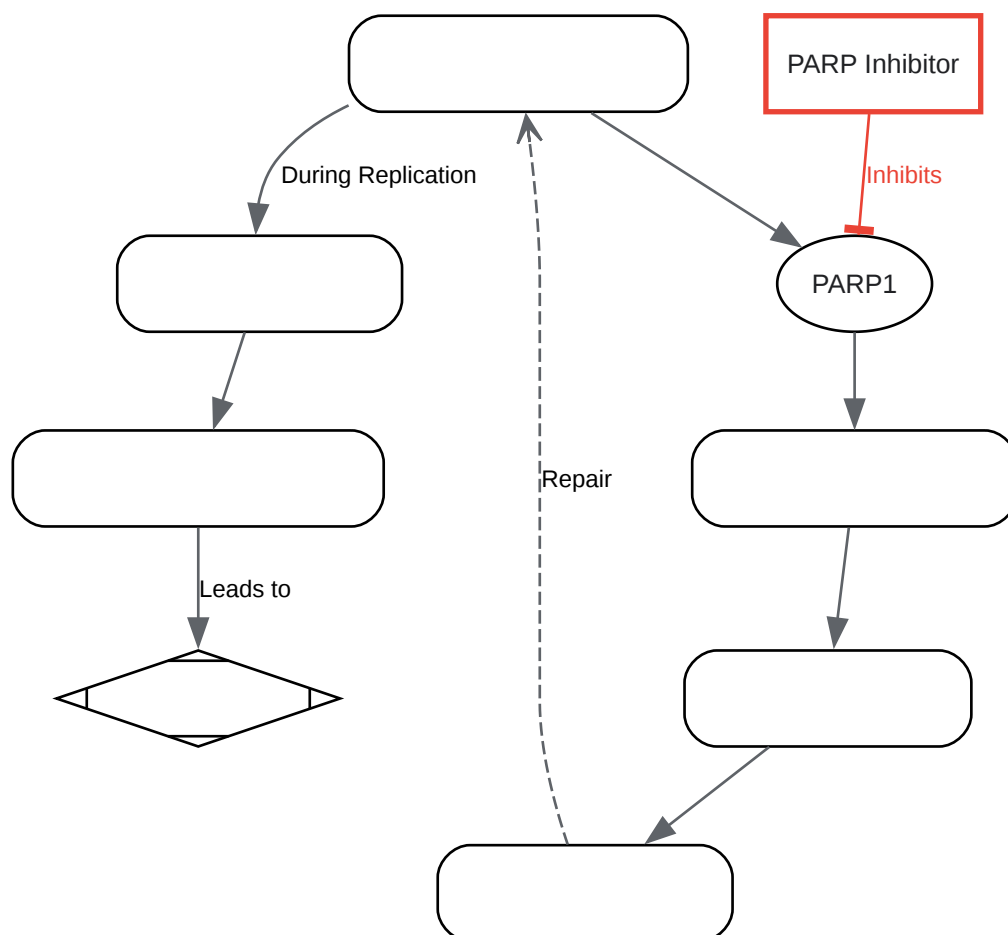 PARP Inhibitor
During Replication
Inhibits
PARP1
Repair
Leads to